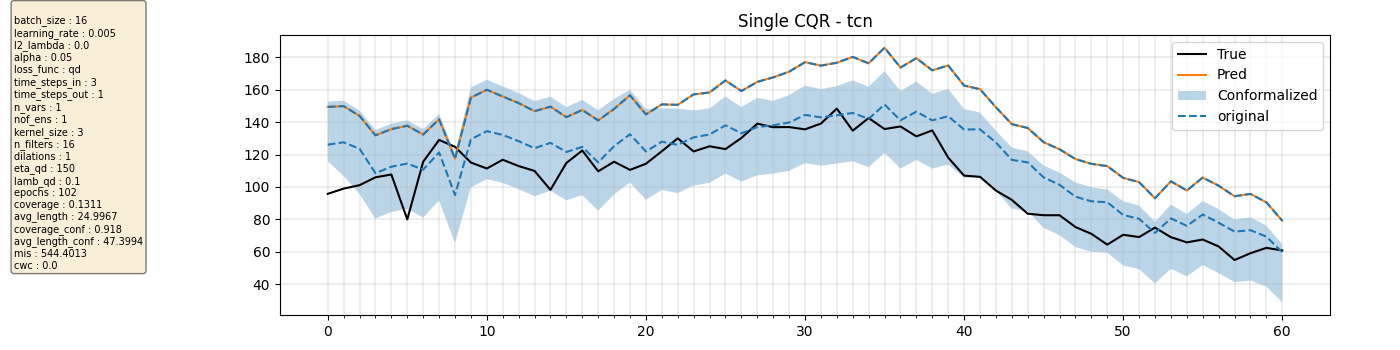 batch_size : 16
learning_rate : 0.005
l2_lambda : 0.0
alpha : 0.05
loss_func : qd
time_steps_in : 3
time_steps_out : 1
n_vars : 1
nof_ens : 1
kernel_size : 3
n_filters : 16
dilations : 1
eta_qd : 150
lamb_qd : 0.1
epochs : 102
coverage : 0.1311
avg_length : 24.9967
coverage_conf : 0.918
avg_length_conf : 47.3994
mis : 544.4013
cwc : 0.0
Single CQR - tcn
180
160
140
120
100
80
60
40
0 10 20 30 40 50 60
True
Pred
Conformalized
original